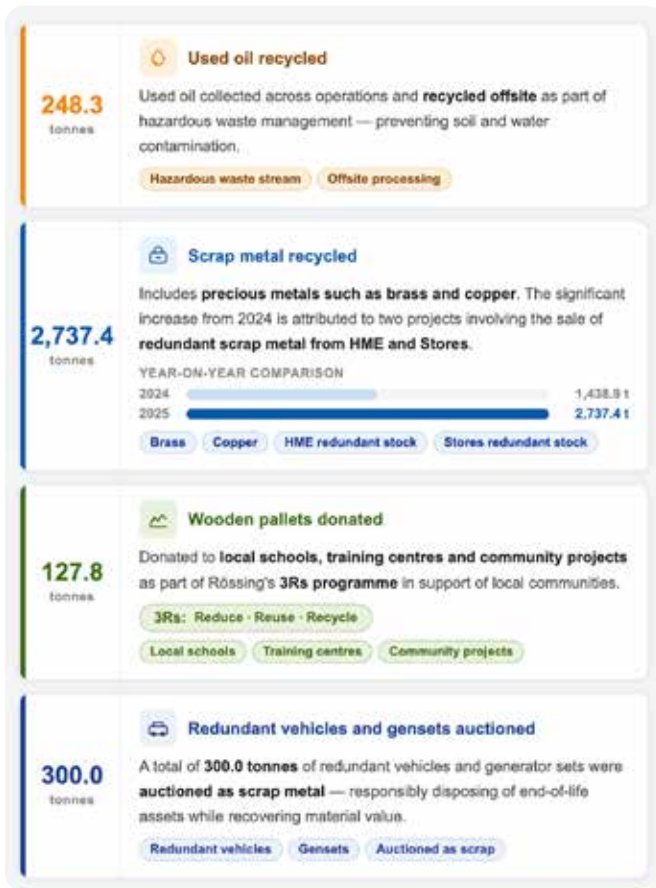 Used oil recycled
248.3
tonnes
Used oil collected across operations and recycled offsite as part of
hazardous waste management — preventing soil and water
contamination.
Hazardous waste stream
Offsite processing
Scrap metal recycled
2,737.4
tonnes
Includes precious metals such as brass and copper. The significant
increase from 2024 is attributed to two projects involving the sale of
redundant scrap metal from HME and Stores.
YEAR-ON-YEAR COMPARISON
2024 1,438.9 t
2025 2,737.4 t
Brass
Copper
HME redundant stock
Stores redundant stock
Wooden pallets donated
127.8
tonnes
Donated to local schools, training centres and community projects
as part of Rössing's 3Rs programme in support of local communities.
3Rs: Reduce · Reuse · Recycle
Local schools
Training centres
Community projects
Redundant vehicles and gensets auctioned
300.0
tonnes
A total of 300.0 tonnes of redundant vehicles and generator sets were
auctioned as scrap metal — responsibly disposing of end-of-life
assets while recovering material value.
Redundant vehicles
Gensets
Auctioned as scrap